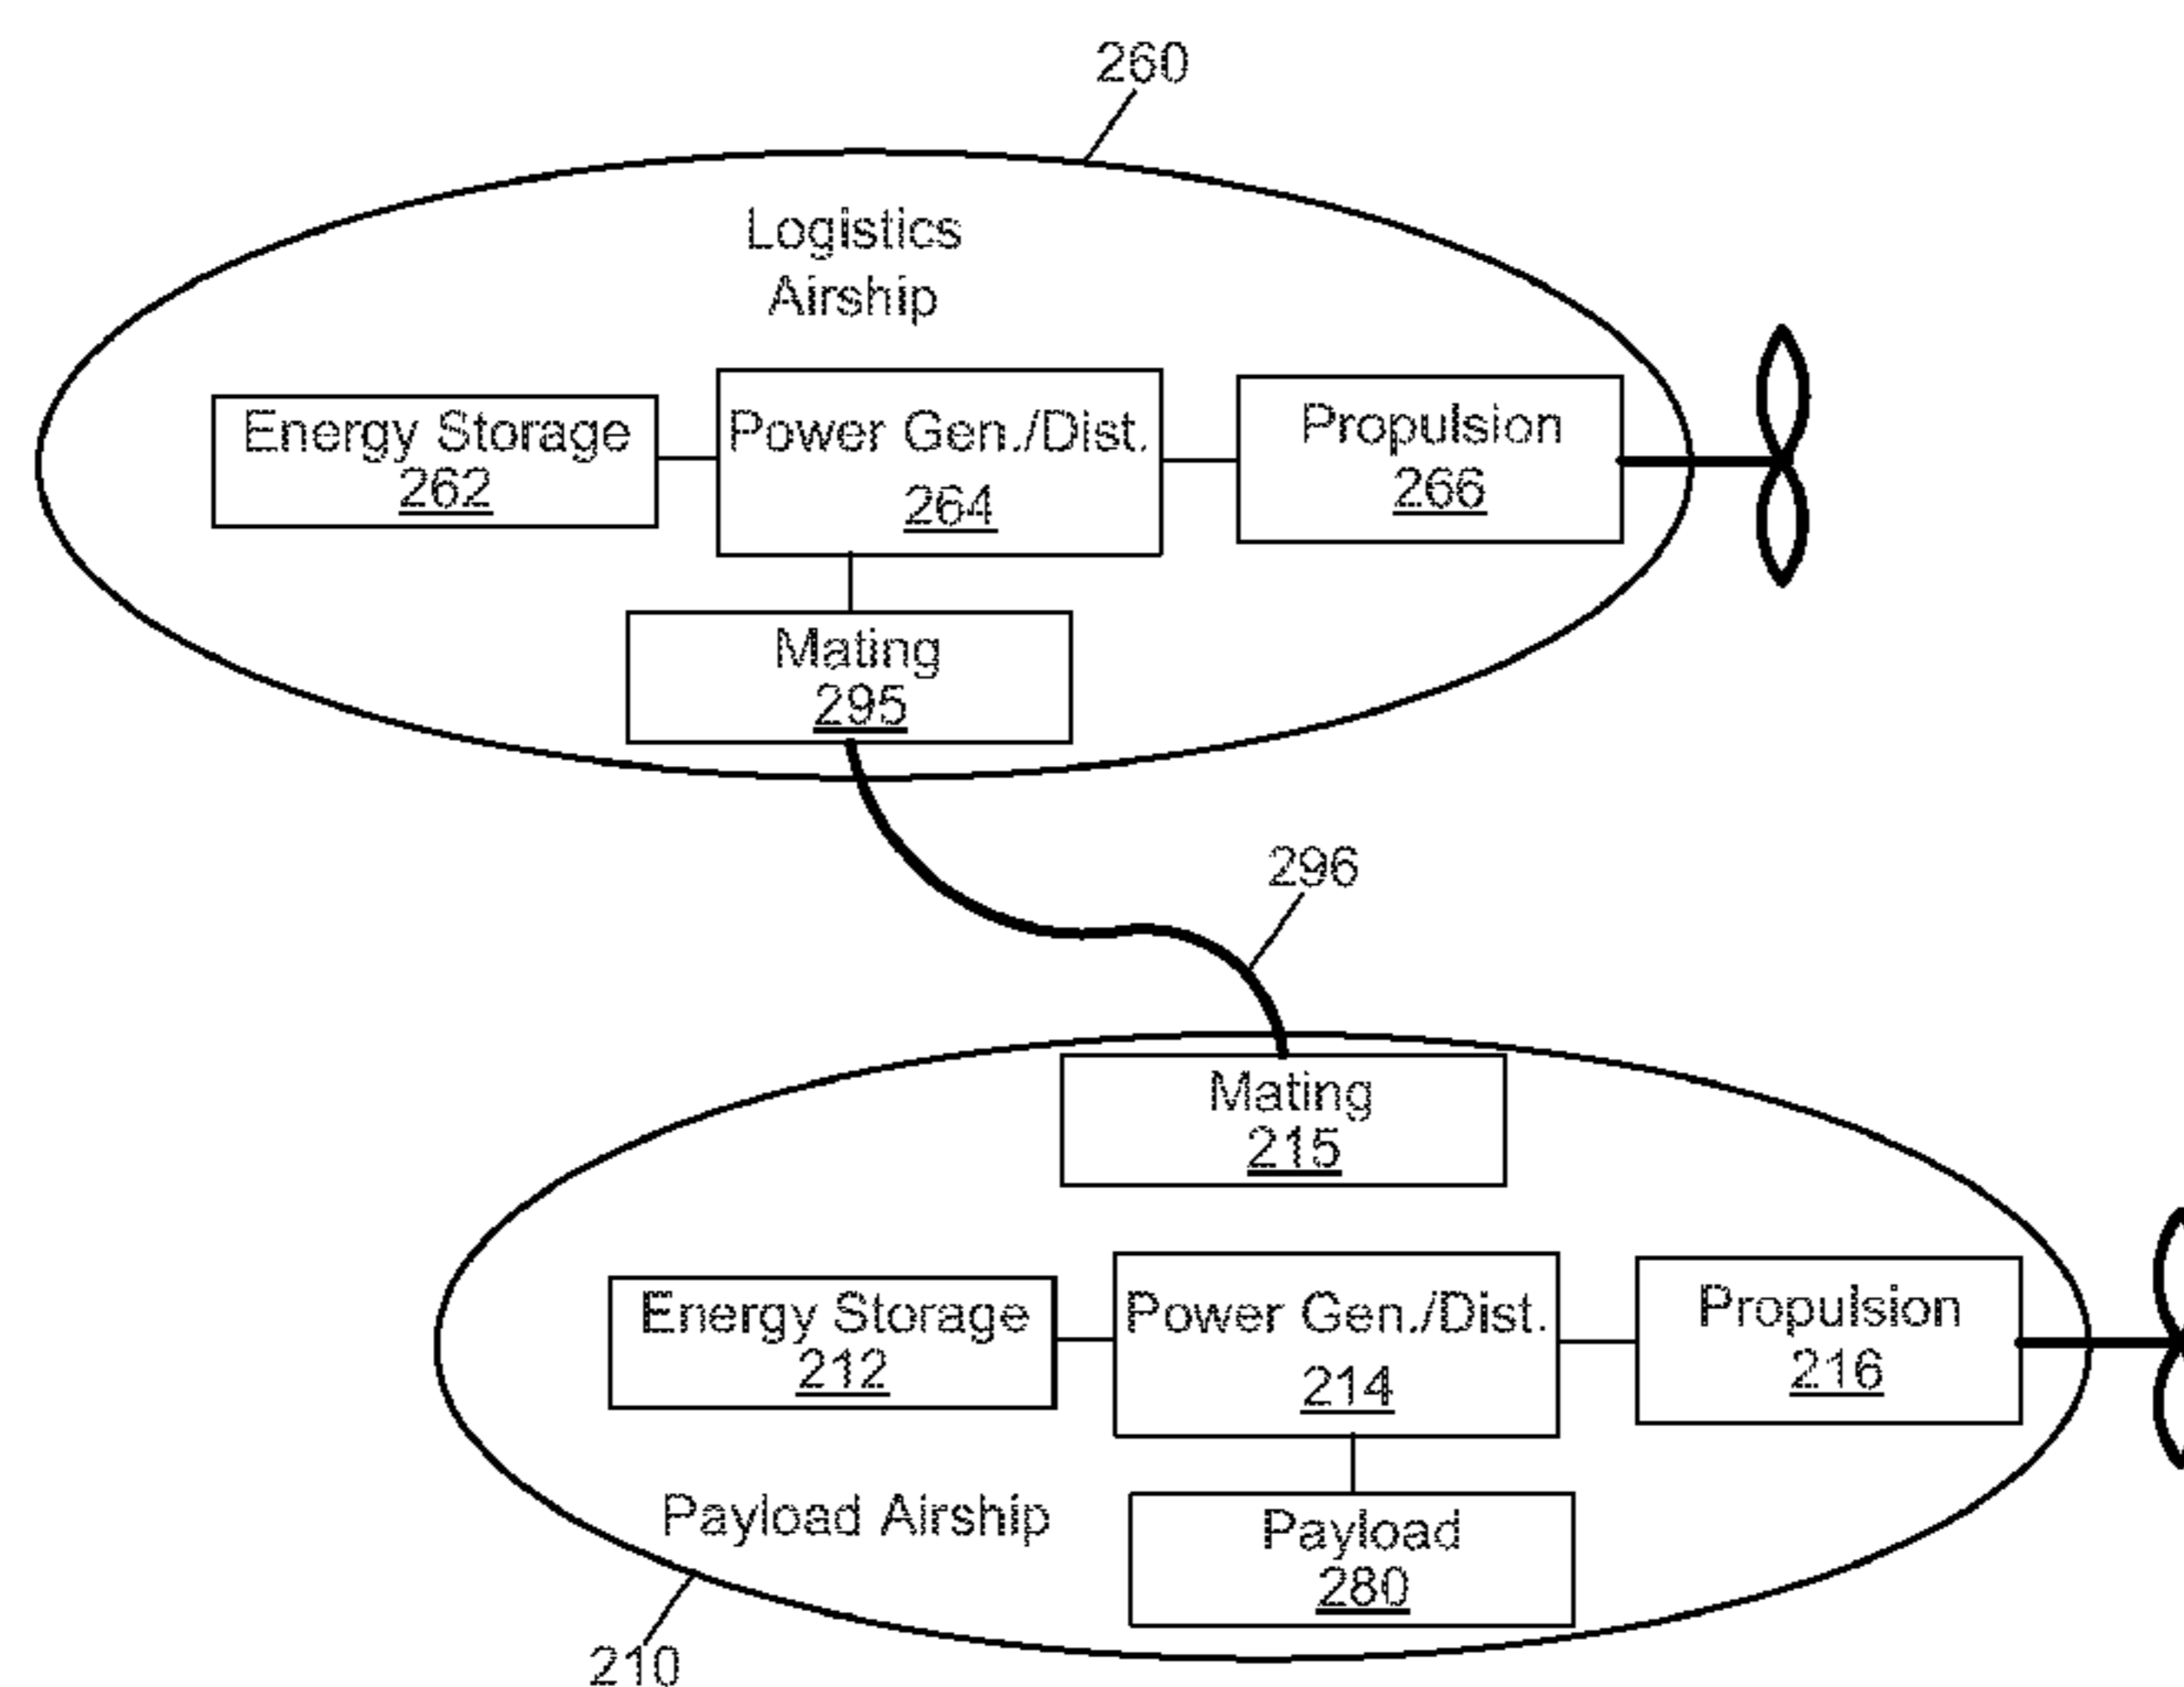 260
Logistics
Airship
Energy Storage
262
Power Gen./Dist.
264
Propulsion
266
Mating
295
296
Mating
215
Energy Storage
212
Power Gen./Dist.
214
Propulsion
216
Payload Airship
Payload
280
210